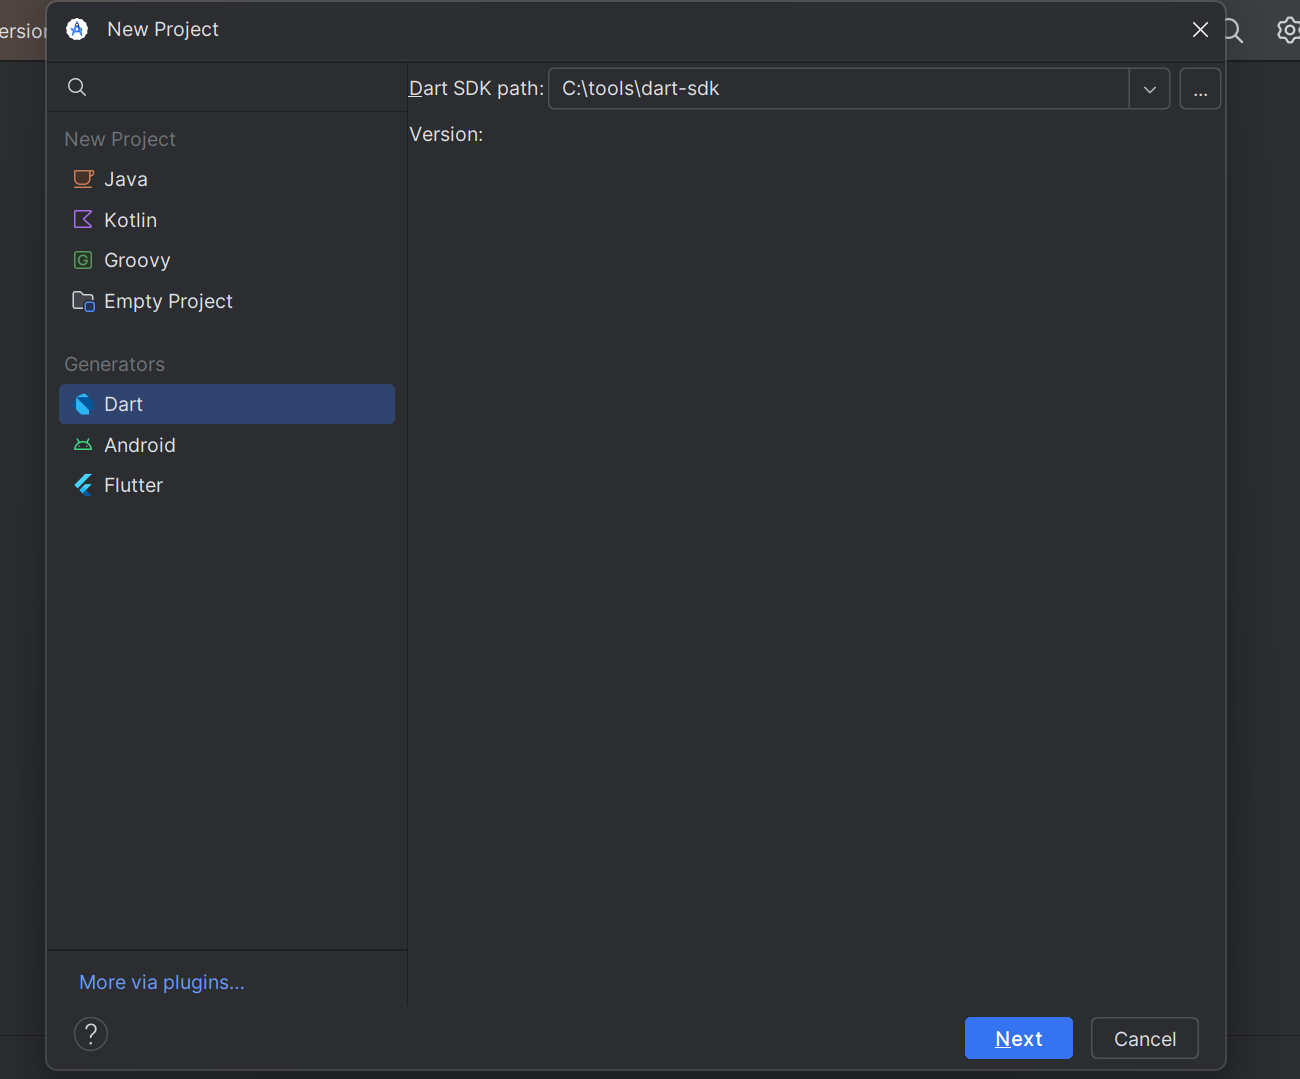 New Project
Dart SDK path: C:\tools\dart-sdk ...
Version:
New Project
Java
Kotlin
G Groovy
Empty Project
Generators
Dart
Android
Flutter
More via plugins...
?
Next
Cancel